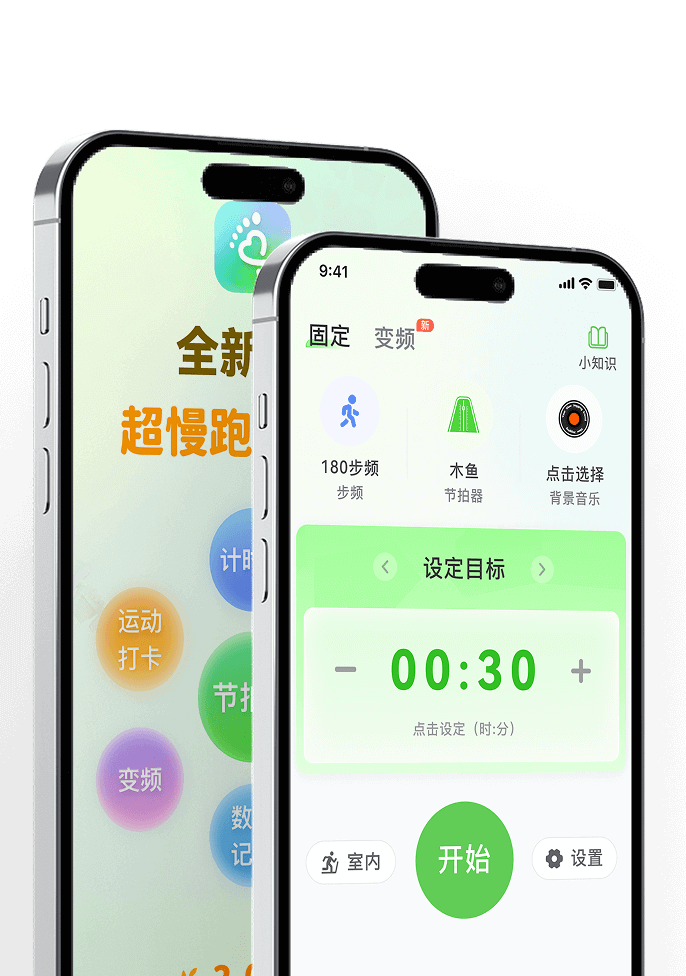 全新
超慢跑
计时
运动
打卡
节拍
变频
数
记
9:41
固定
变频
新
小知识
180步频
步频
木鱼
节拍器
点击选择
背景音乐
设定目标
00:30
点击设定（时:分）
室内
开始
设置